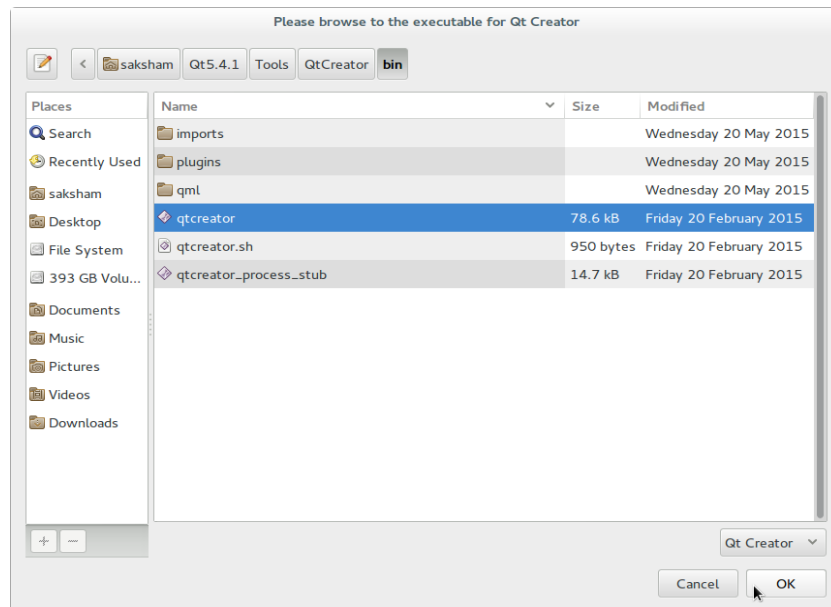 Please browse to the executable for Qt Creator
< saksham Qt5.4.1 Tools QtCreator bin
Places
Search
Recently Used
saksham
Desktop
File System
393 GB Volu...
Documents
Music
Pictures
Videos
Downloads
Name Size Modified
imports Wednesday 20 May 2015
plugins Wednesday 20 May 2015
qml Wednesday 20 May 2015
qtcreator 78.6 kB Friday 20 February 2015
qtcreator.sh 950 bytes Friday 20 February 2015
qtcreator_process_stub 14.7 kB Friday 20 February 2015
+ −
Qt Creator
Cancel OK